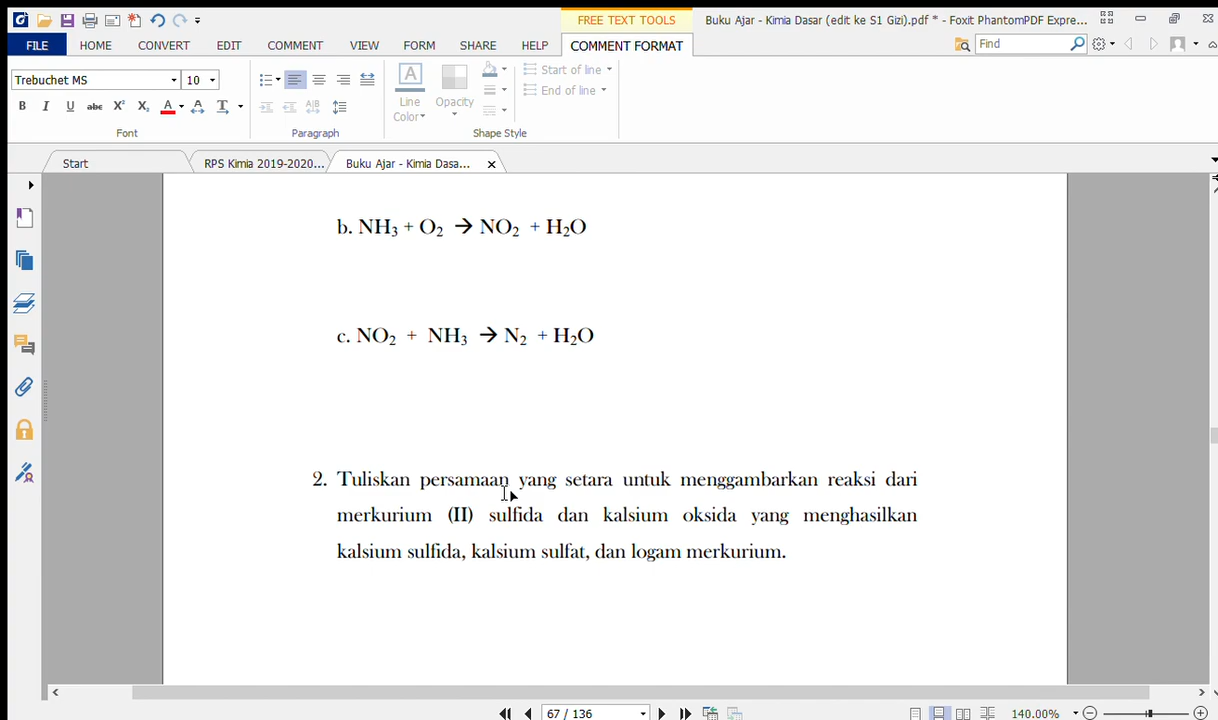 FREE TEXT TOOLS
Buku Ajar - Kimia Dasar (edit ke S1 Gizi).pdf * - Foxit PhantomPDF Expre...
FILE HOME CONVERT EDIT COMMENT VIEW FORM SHARE HELP COMMENT FORMAT
Find
Trebuchet MS 10
Start of line
End of line
Line Color
Opacity
Font Paragraph Shape Style
Start RPS Kimia 2019-2020... Buku Ajar - Kimia Dasa...
b. NH₃ + O₂ → NO₂ + H₂O
c. NO₂ + NH₃ → N₂ + H₂O
2. Tuliskan persamaan yang setara untuk menggambarkan reaksi dari
merkurium (II) sulfida dan kalsium oksida yang menghasilkan
kalsium sulfida, kalsium sulfat, dan logam merkurium.
67 / 136
140.00%